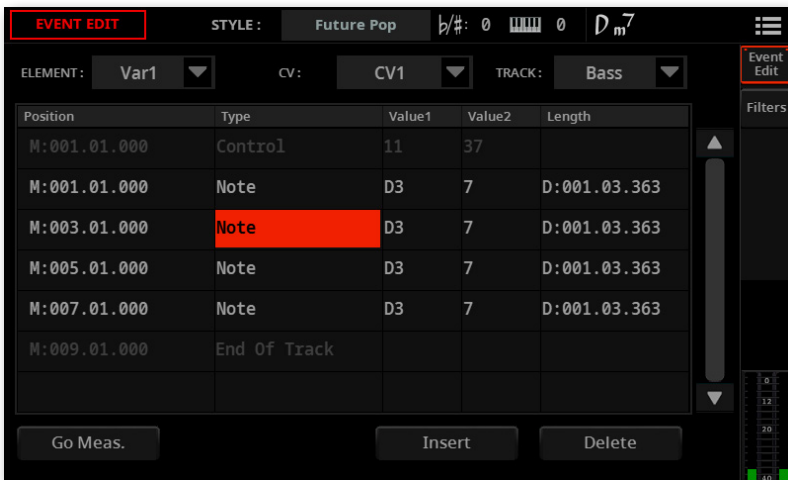 EVENT EDIT STYLE : Future Pop ♭/#: 0 0 Dm7
ELEMENT : Var1 CV : CV1 TRACK : Bass
Event
Edit
Filters
Position Type Value1 Value2 Length
M:001.01.000 Control 11 37
M:001.01.000 Note D3 7 D:001.03.363
M:003.01.000 Note D3 7 D:001.03.363
M:005.01.000 Note D3 7 D:001.03.363
M:007.01.000 Note D3 7 D:001.03.363
M:009.01.000 End Of Track
0
12
20
40
Go Meas. Insert Delete